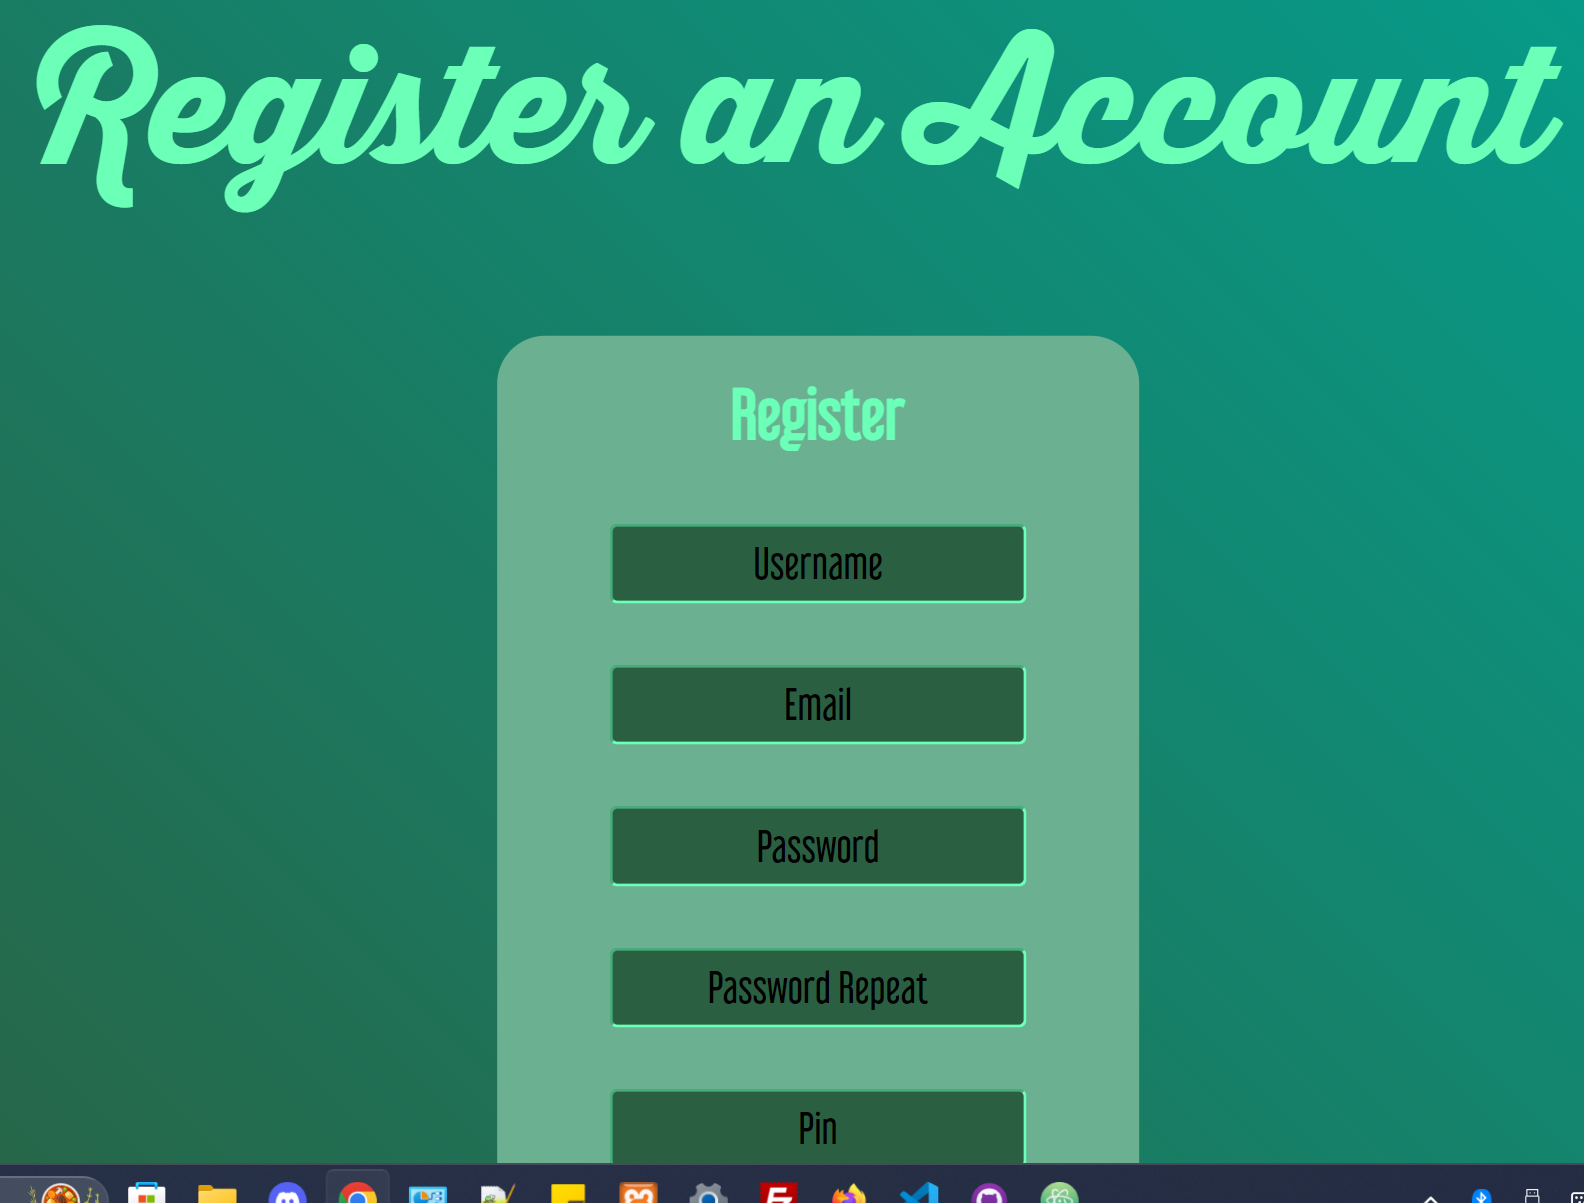 Register an Account
Register
Username
Email
Password
Password Repeat
Pin